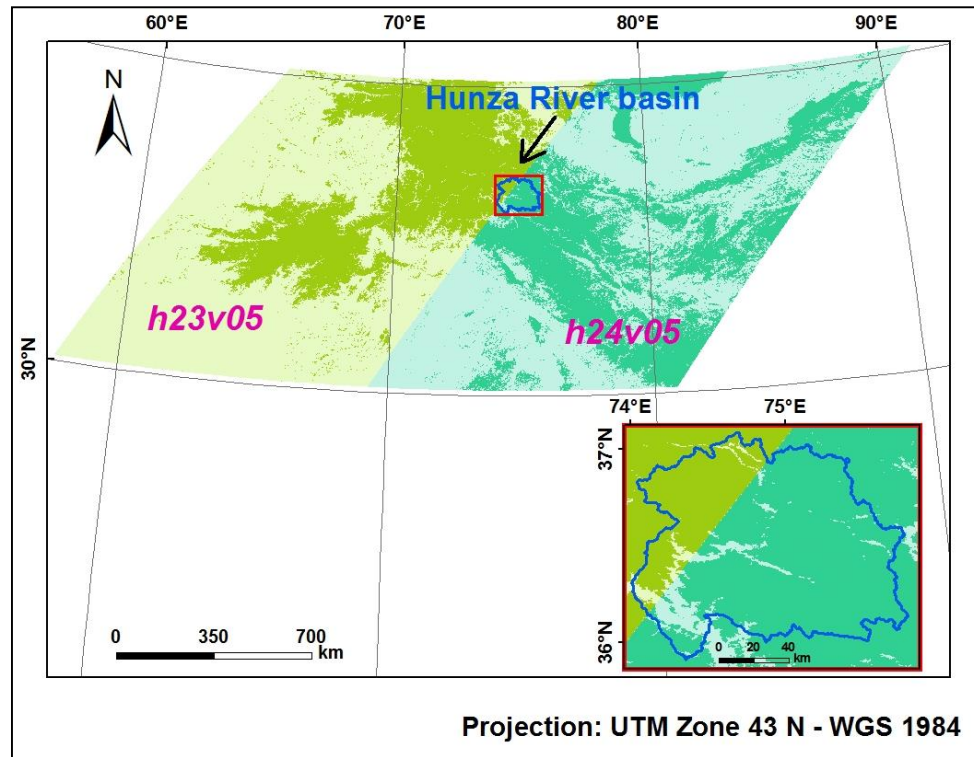 60°E 70°E 80°E 90°E
N
Hunza River basin
h23v05
h24v05
30°N
74°E 75°E
37°N
36°N
0 20 40
km
0 350 700
km
Projection: UTM Zone 43 N - WGS 1984